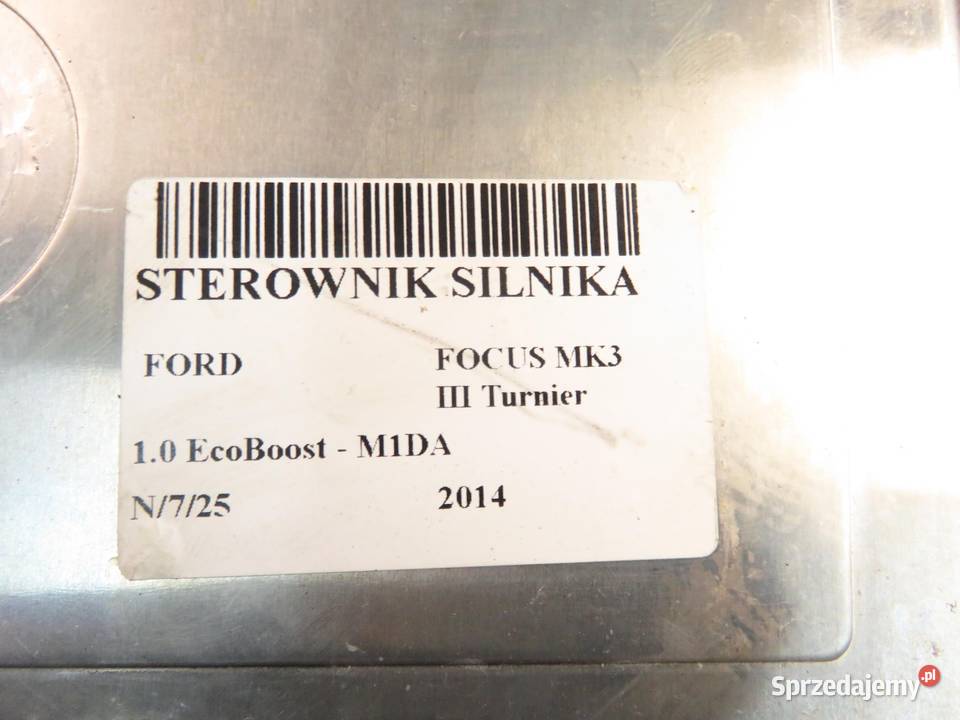 STEROWNIK SILNIKA
FORD
FOCUS MK3
III Turnier
1.0 EcoBoost - M1DA
N/7/25
2014
Sprzedajemy.pl